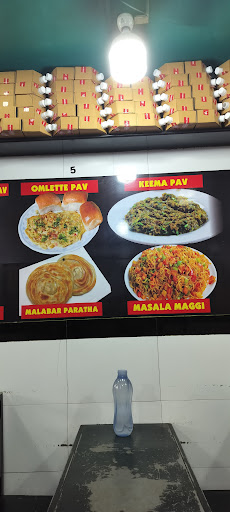 5
OMLETTE PAV
KEEMA PAV
MALABAR PARATHA
MASALA MAGGI